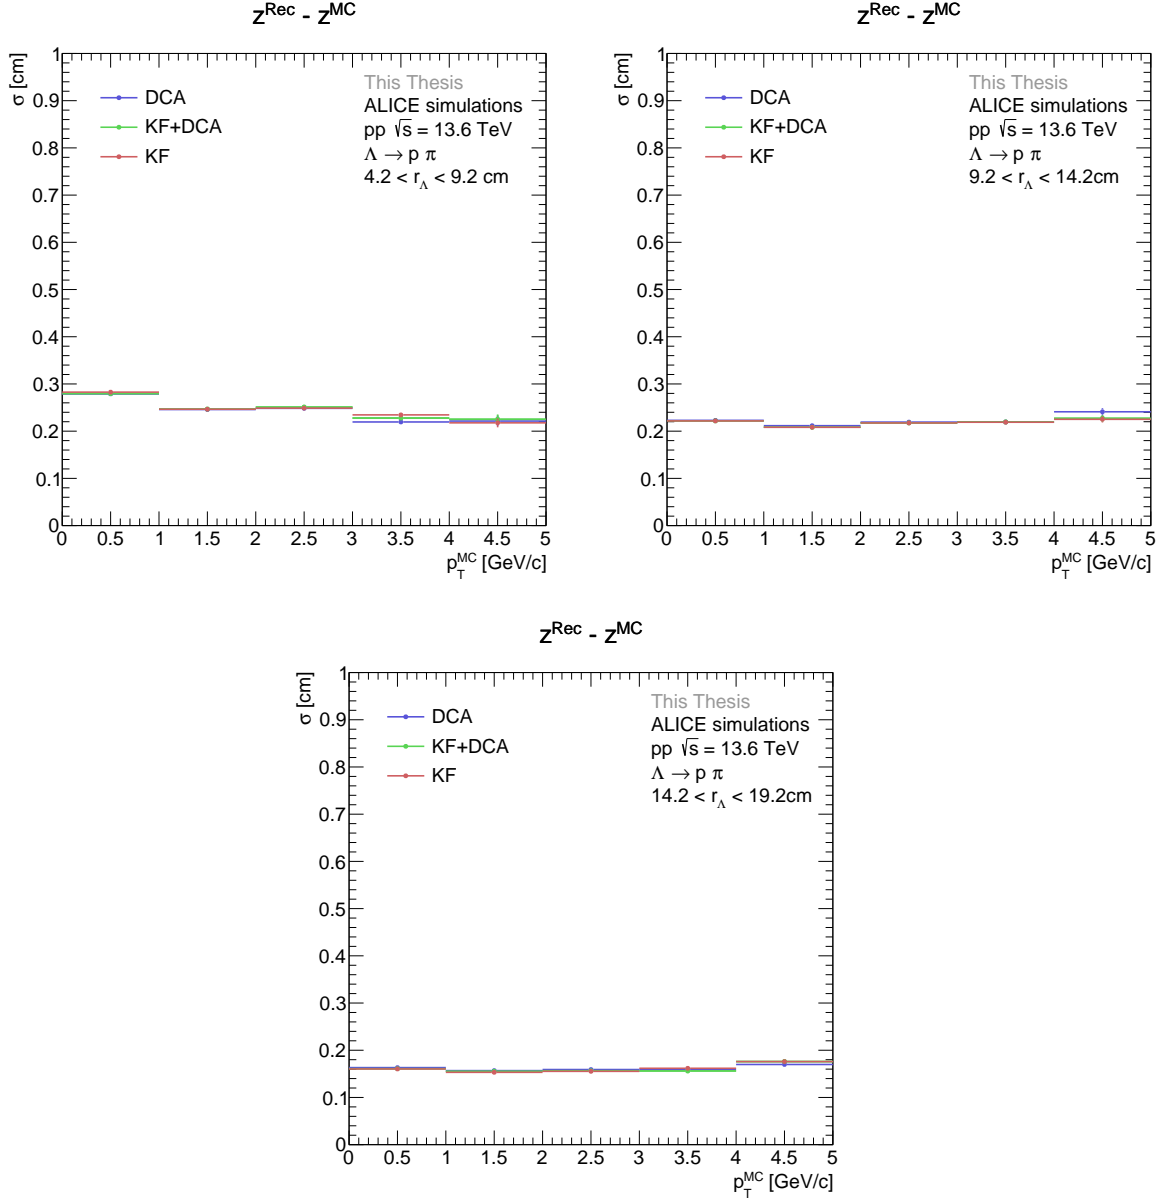 z^Rec - z^MC
σ [cm]
1
0.9
0.8
0.7
0.6
0.5
0.4
0.3
0.2
0.1
0
DCA
KF+DCA
KF
This Thesis
ALICE simulations
pp √s = 13.6 TeV
Λ → p π
4.2 < r_Λ < 9.2 cm
0 0.5 1 1.5 2 2.5 3 3.5 4 4.5 5
p_T^MC [GeV/c]
z^Rec - z^MC
σ [cm]
1
0.9
0.8
0.7
0.6
0.5
0.4
0.3
0.2
0.1
0
DCA
KF+DCA
KF
This Thesis
ALICE simulations
pp √s = 13.6 TeV
Λ → p π
9.2 < r_Λ < 14.2cm
0 0.5 1 1.5 2 2.5 3 3.5 4 4.5 5
p_T^MC [GeV/c]
z^Rec - z^MC
σ [cm]
1
0.9
0.8
0.7
0.6
0.5
0.4
0.3
0.2
0.1
0
DCA
KF+DCA
KF
This Thesis
ALICE simulations
pp √s = 13.6 TeV
Λ → p π
14.2 < r_Λ < 19.2cm
0 0.5 1 1.5 2 2.5 3 3.5 4 4.5 5
p_T^MC [GeV/c]